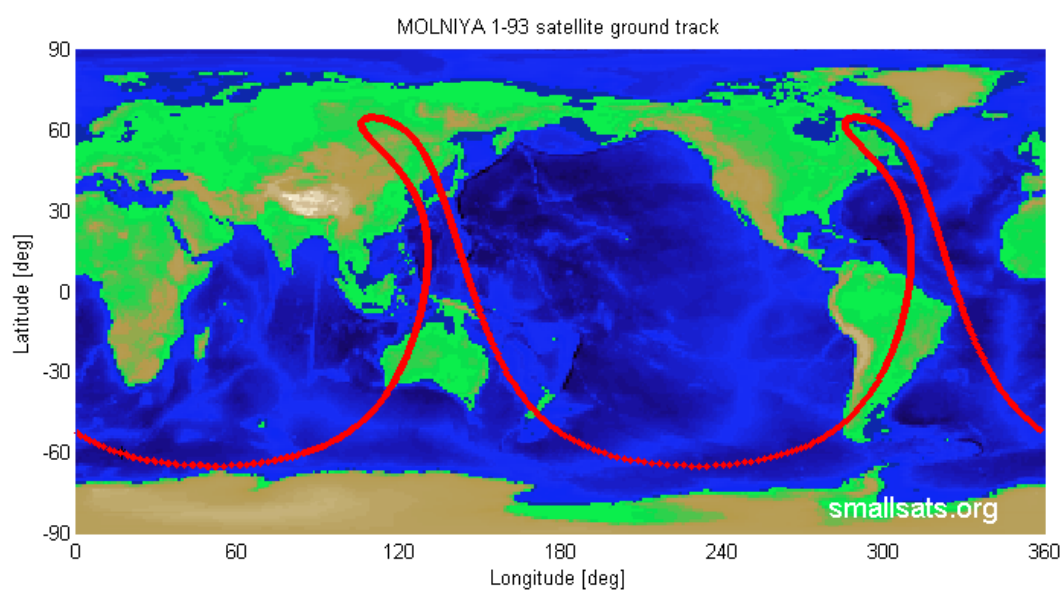 MOLNIYA 1-93 satellite ground track
90
60
30
0
-30
-60
-90
Latitude [deg]
smallsats.org
0 60 120 180 240 300 360
Longitude [deg]